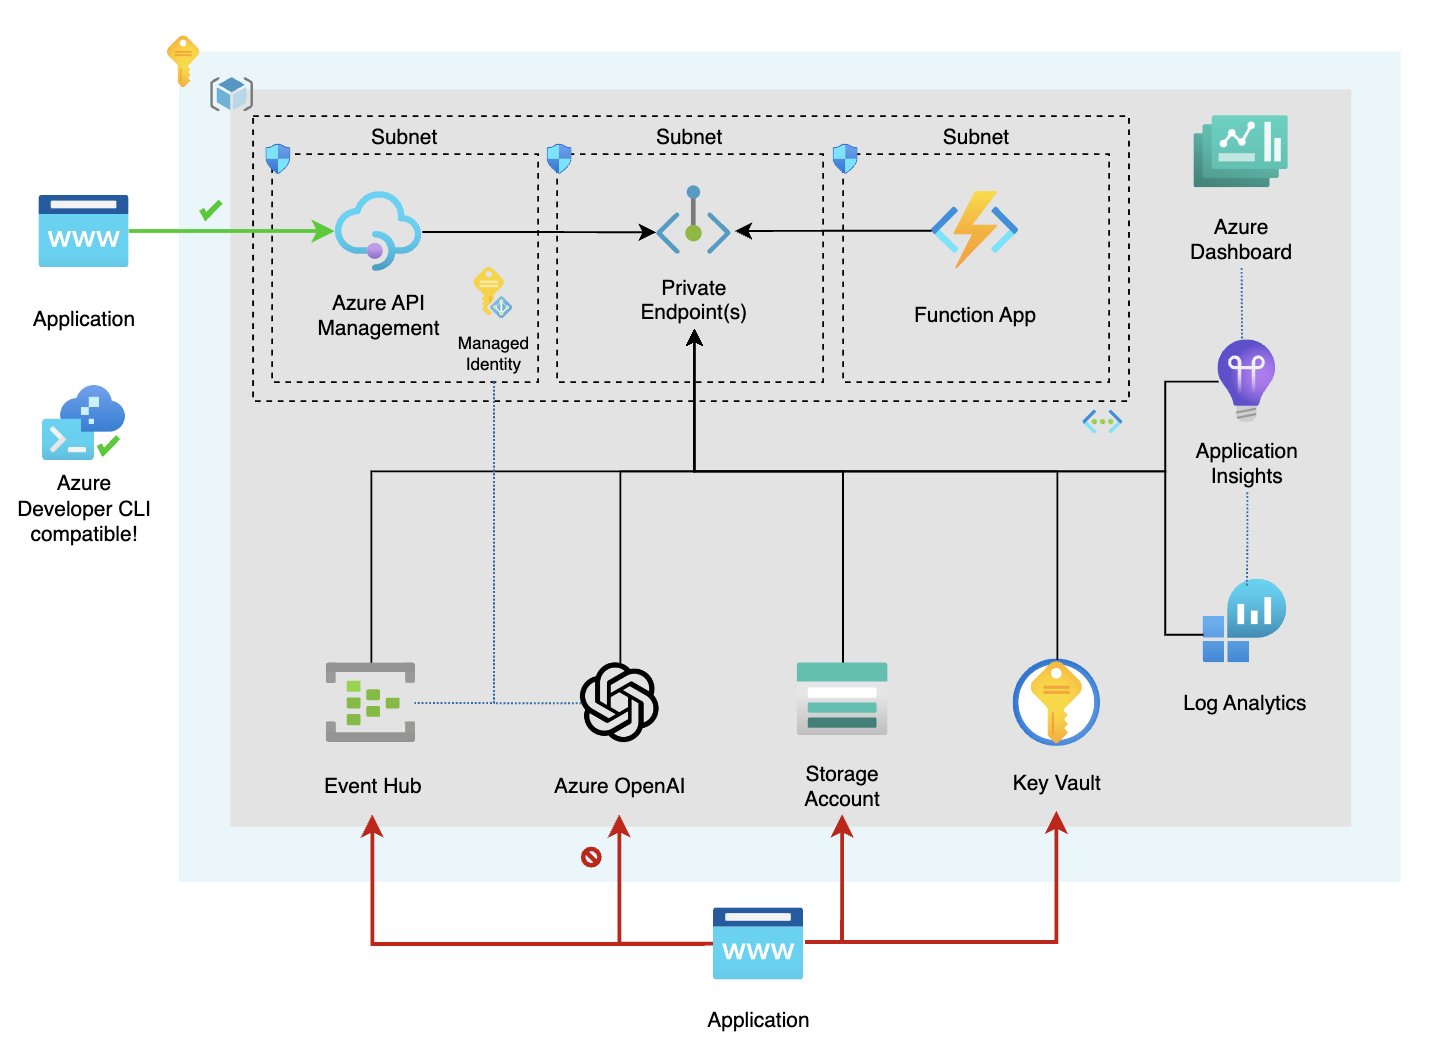 Subnet
Subnet
Subnet
www
Application
Azure API
Management
Managed
Identity
Private
Endpoint(s)
Function App
Azure
Dashboard
Azure
Developer CLI
compatible!
Application
Insights
Log Analytics
Event Hub
Azure OpenAI
Storage
Account
Key Vault
www
Application